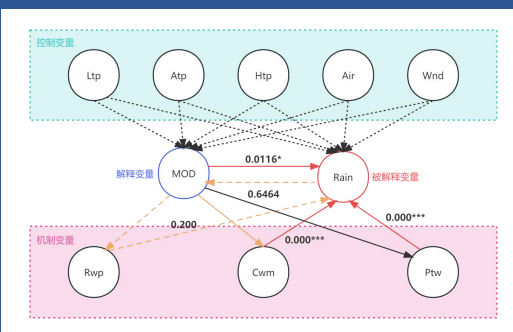 控制变量
Ltp Atp Htp Air Wnd
0.0116*
解释变量 MOD Rain 被解释变量
0.6464
0.000***
0.200
机制变量
0.000***
Rwp Cwm Ptw